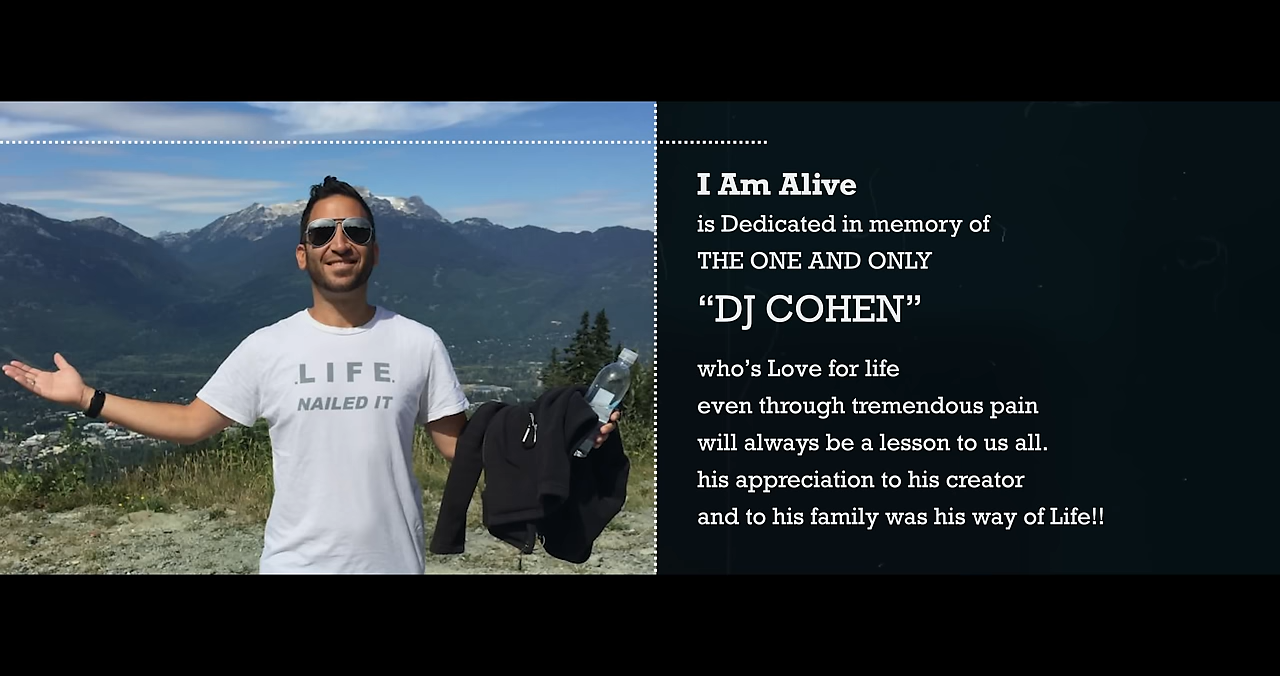 .LIFE.
NAILED IT
I Am Alive
is Dedicated in memory of
THE ONE AND ONLY
“DJ COHEN”
who’s Love for life
even through tremendous pain
will always be a lesson to us all.
his appreciation to his creator
and to his family was his way of Life!!